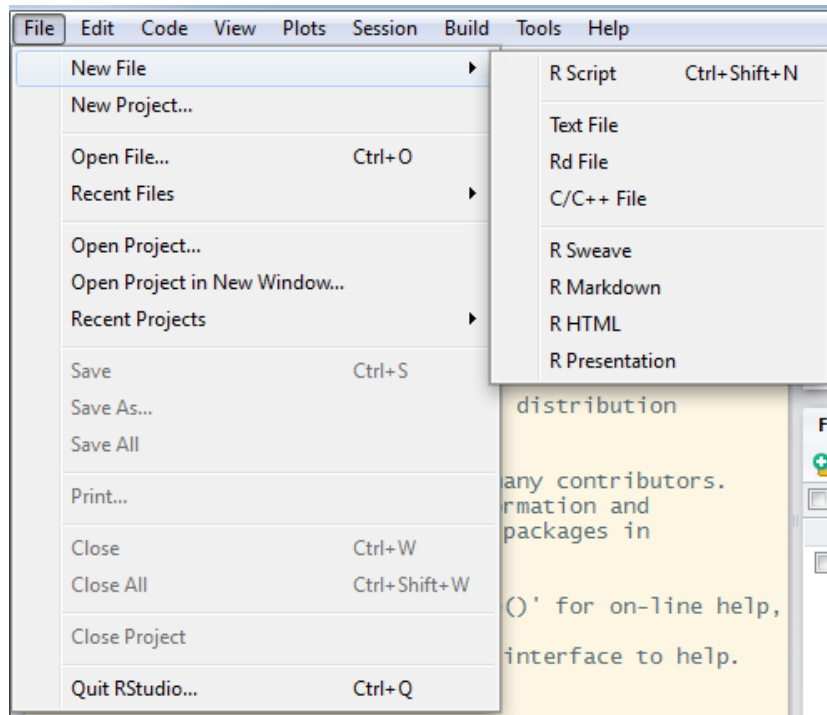 File Edit Code View Plots Session Build Tools Help
New File
New Project...
Open File... Ctrl+O
Recent Files
Open Project...
Open Project in New Window...
Recent Projects
Save Ctrl+S
Save As...
Save All
Print...
Close Ctrl+W
Close All Ctrl+Shift+W
Close Project
Quit RStudio... Ctrl+Q
R Script Ctrl+Shift+N
Text File
Rd File
C/C++ File
R Sweave
R Markdown
R HTML
R Presentation
distribution
many contributors.
rmation and
packages in
()' for on-line help,
interface to help.
F